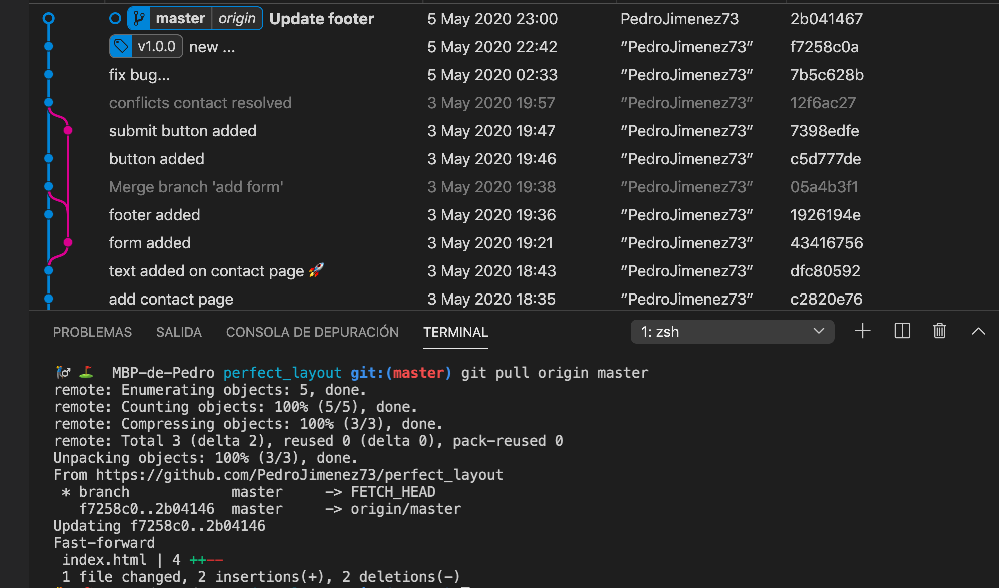 master origin Update footer 5 May 2020 23:00 PedroJimenez73 2b041467
v1.0.0 new ... 5 May 2020 22:42 “PedroJimenez73” f7258c0a
fix bug... 5 May 2020 02:33 “PedroJimenez73” 7b5c628b
conflicts contact resolved 3 May 2020 19:57 “PedroJimenez73” 12f6ac27
submit button added 3 May 2020 19:47 “PedroJimenez73” 7398edfe
button added 3 May 2020 19:46 “PedroJimenez73” c5d777de
Merge branch 'add form' 3 May 2020 19:38 “PedroJimenez73” 05a4b3f1
footer added 3 May 2020 19:36 “PedroJimenez73” 1926194e
form added 3 May 2020 19:21 “PedroJimenez73” 43416756
text added on contact page 🚀 3 May 2020 18:43 “PedroJimenez73” dfc80592
add contact page 3 May 2020 18:35 “PedroJimenez73” c2820e76
PROBLEMAS SALIDA CONSOLA DE DEPURACIÓN TERMINAL 1: zsh
MBP-de-Pedro perfect_layout git:(master) git pull origin master
remote: Enumerating objects: 5, done.
remote: Counting objects: 100% (5/5), done.
remote: Compressing objects: 100% (3/3), done.
remote: Total 3 (delta 2), reused 0 (delta 0), pack-reused 0
Unpacking objects: 100% (3/3), done.
From https://github.com/PedroJimenez73/perfect_layout
* branch master -> FETCH_HEAD
f7258c0..2b04146 master -> origin/master
Updating f7258c0..2b04146
Fast-forward
index.html | 4 ++--
1 file changed, 2 insertions(+), 2 deletions(-)